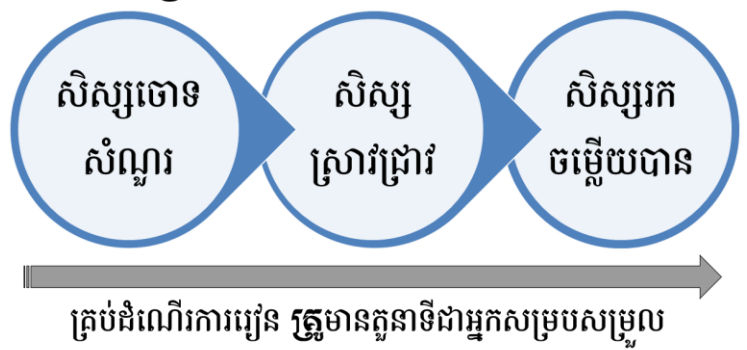 សិស្សចោទ
សំណួរ
សិស្ស
ស្រាវជ្រាវ
សិស្សរក
ចម្លើយបាន
គ្រប់ដំណើរការរៀន គ្រូមានតួនាទីជាអ្នកសម្របសម្រួល